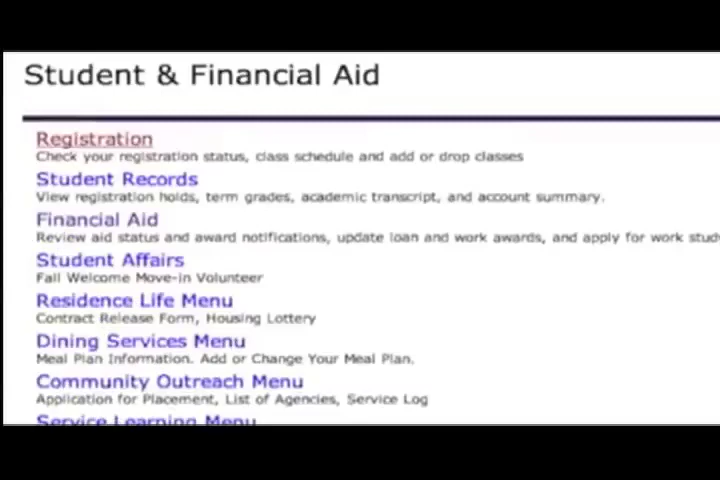 Student & Financial Aid
Registration
Check your registration status, class schedule and add or drop classes
Student Records
View registration holds, term grades, academic transcript, and account summary.
Financial Aid
Review aid status and award notifications, update loan and work awards, and apply for work
Student Affairs
Fall Welcome Move-in Volunteer
Residence Life Menu
Contract Release Form, Housing Lottery
Dining Services Menu
Meal Plan Information. Add or Change Your Meal Plan.
Community Outreach Menu
Application for Placement, List of Agencies, Service Log
Service Learning Menu